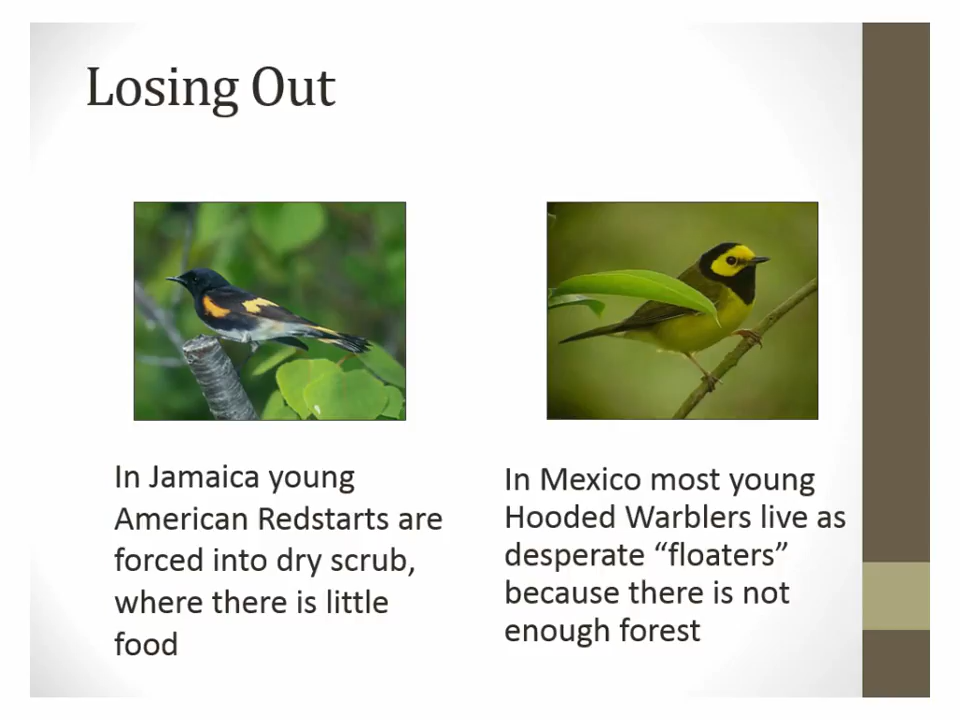 Losing Out
In Jamaica young
American Redstarts are
forced into dry scrub,
where there is little
food
In Mexico most young
Hooded Warblers live as
desperate “floaters”
because there is not
enough forest